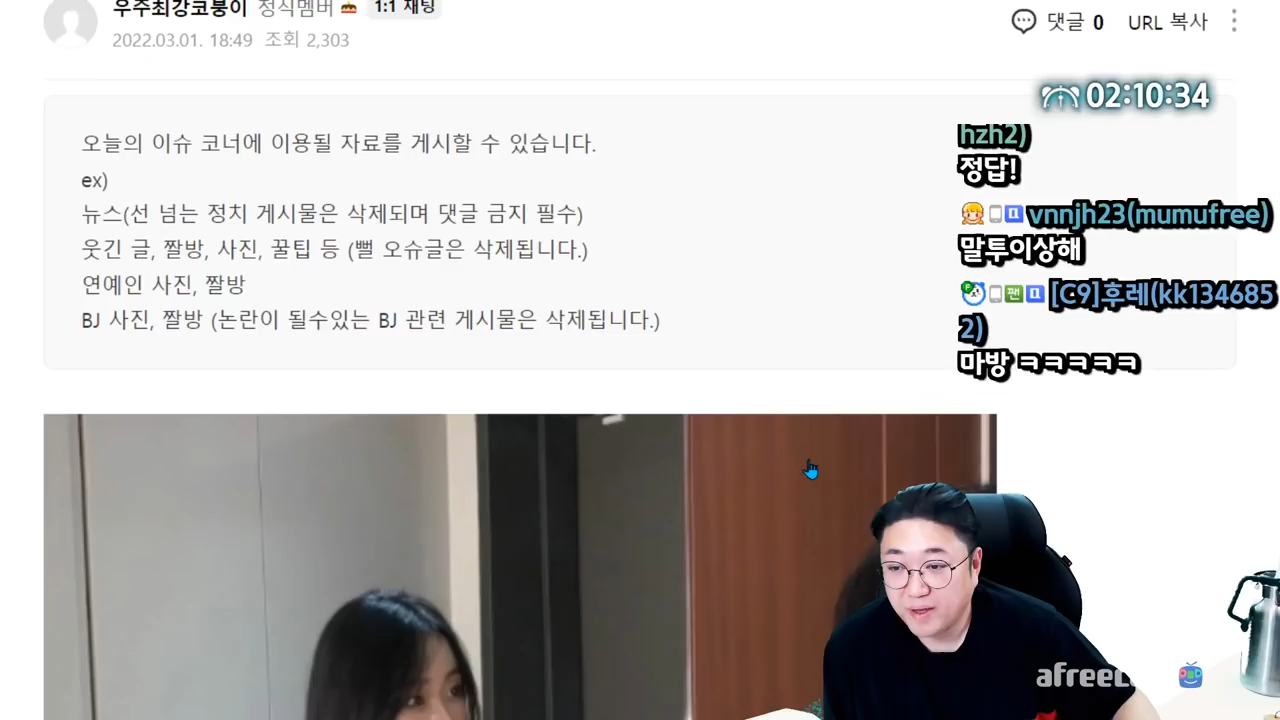 우주최강코붕이 정식멤버 1:1 채팅
2022.03.01. 18:49 조회 2,303
댓글 0 URL 복사
02:10:34
오늘의 이슈 코너에 이용될 자료를 게시할 수 있습니다.
ex)
뉴스(선 넘는 정치 게시물은 삭제되며 댓글 금지 필수)
웃긴 글, 짤방, 사진, 꿀팁 등 (뻘 오슈글은 삭제됩니다.)
연예인 사진, 짤방
BJ 사진, 짤방 (논란이 될수있는 BJ 관련 게시물은 삭제됩니다.)
hzh2)
정답!
vnnjh23(mumufree)
말투이상해
팬
[C9]후레(kk134685
2)
마방 ㅋㅋㅋㅋㅋ